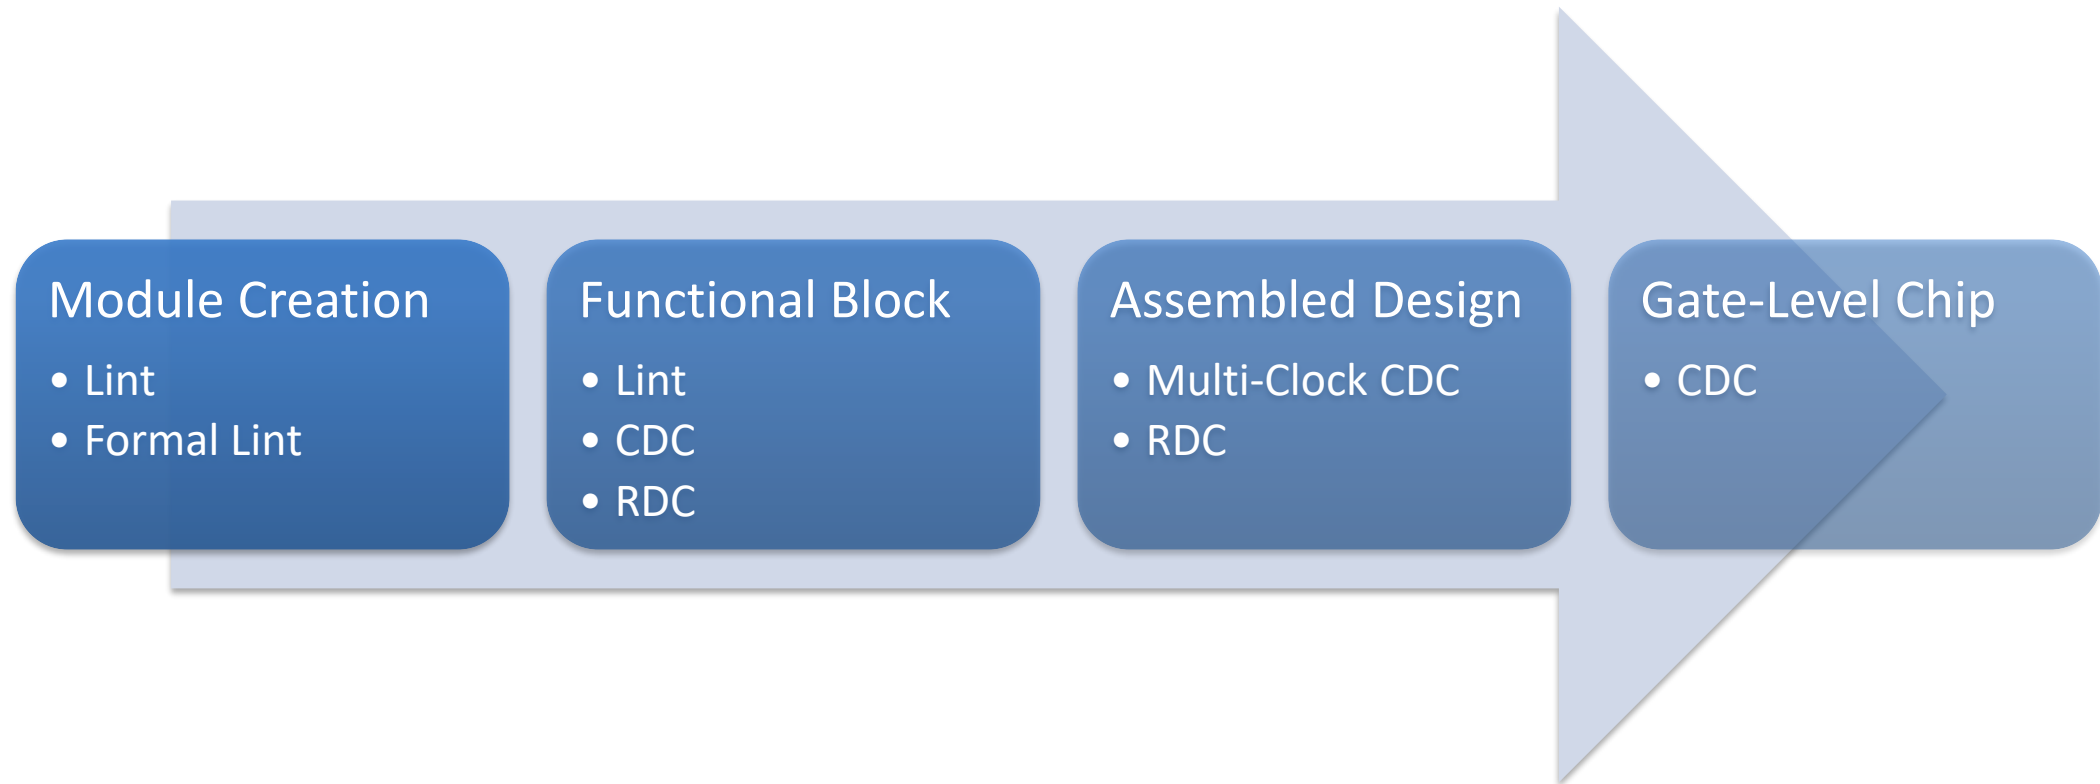 Module Creation
• Lint
• Formal Lint
Functional Block
• Lint
• CDC
• RDC
Assembled Design
• Multi-Clock CDC
• RDC
Gate-Level Chip
• CDC